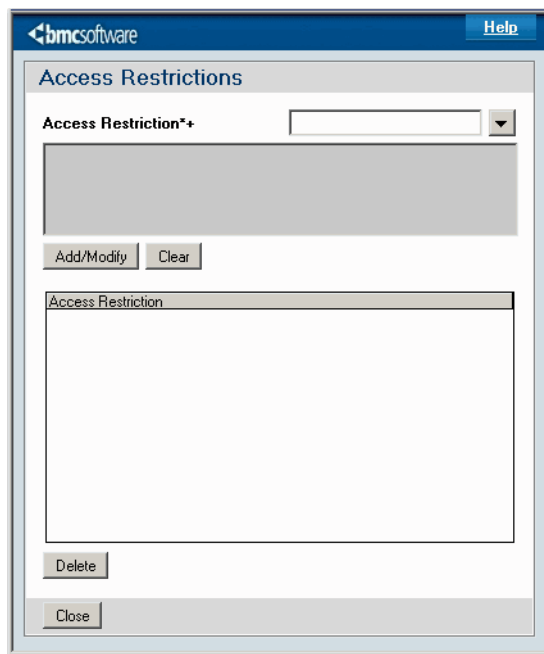 bmcsoftware
Help
Access Restrictions
Access Restriction*+
Add/Modify
Clear
Access Restriction
Delete
Close